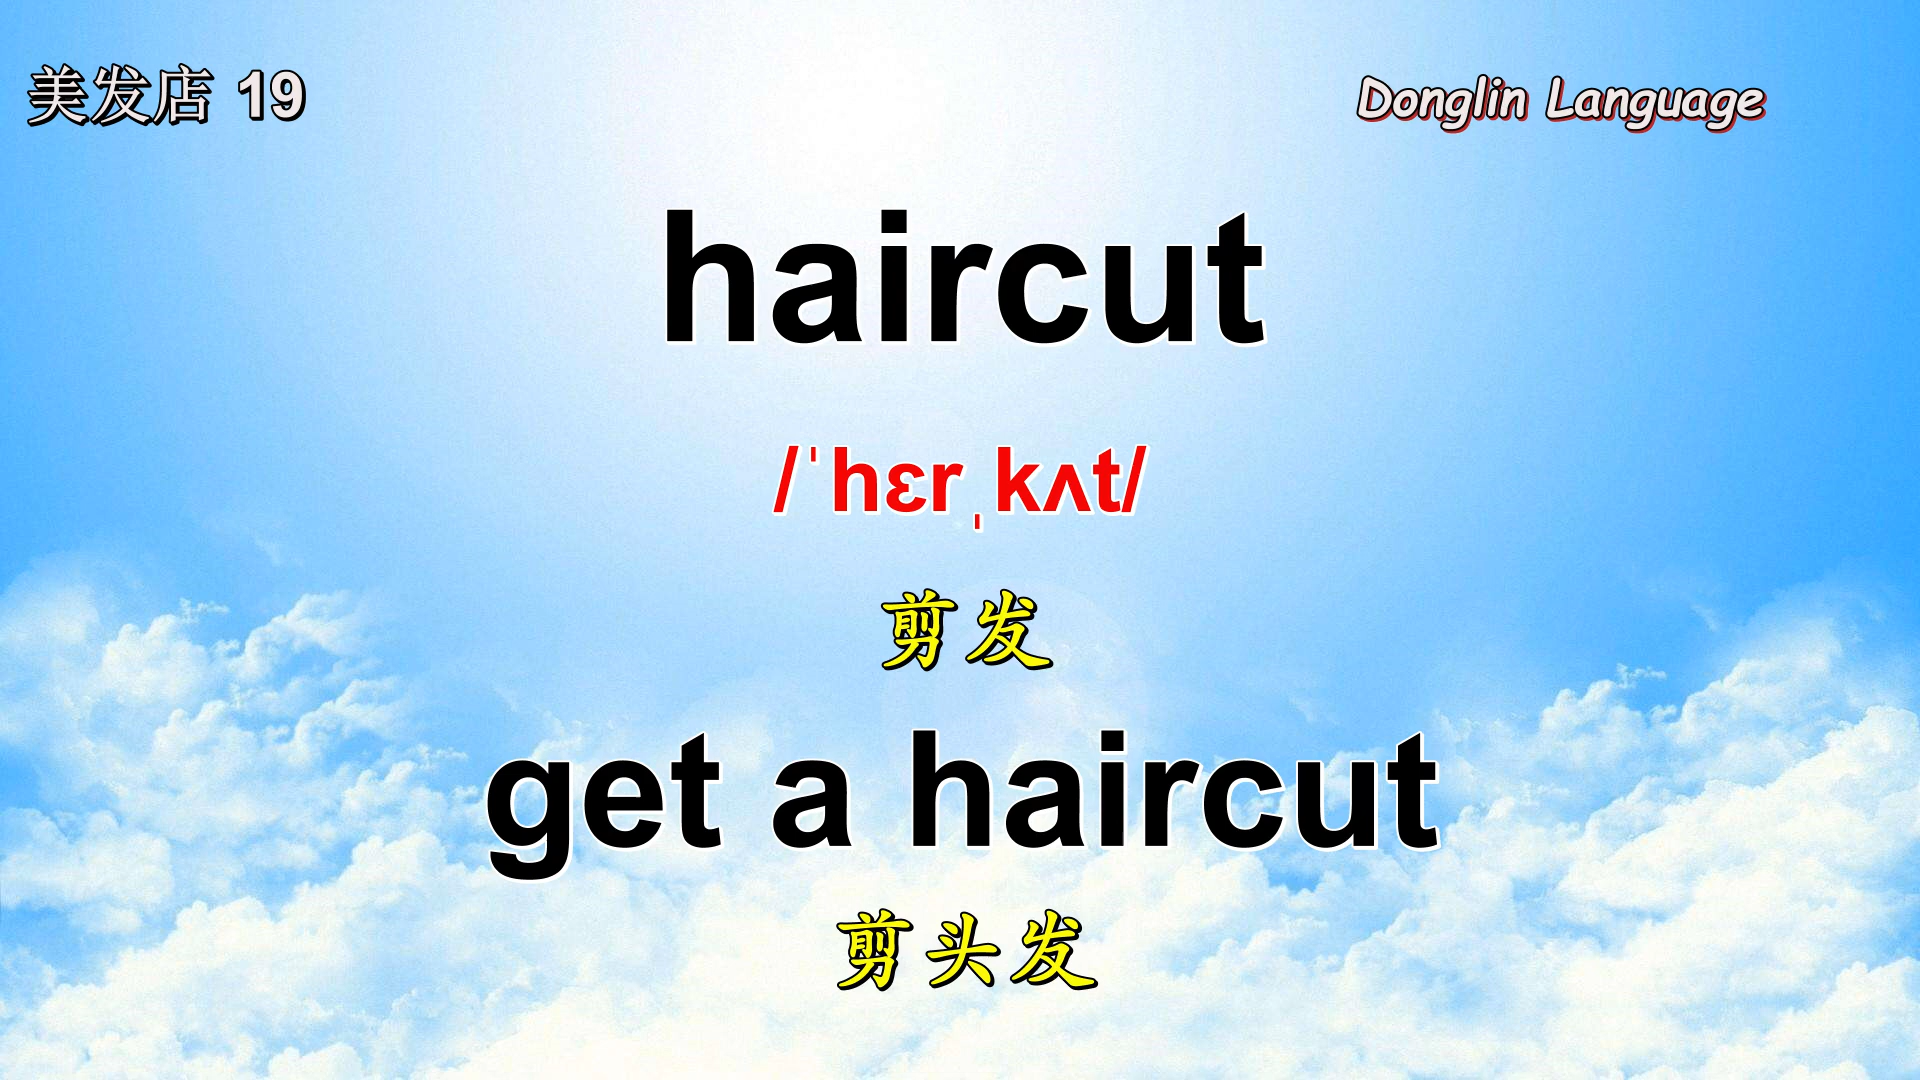 美发店 19
Donglin Language
haircut
/ˈhɛrˌkʌt/
剪发
get a haircut
剪头发